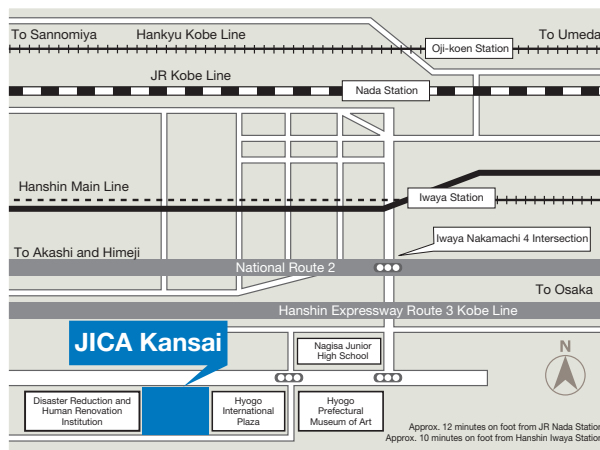 To Sannomiya
Hankyu Kobe Line
To Umeda
Oji-koen Station
JR Kobe Line
Nada Station
Hanshin Main Line
Iwaya Station
Iwaya Nakamachi 4 Intersection
To Akashi and Himeji
National Route 2
To Osaka
Hanshin Expressway Route 3 Kobe Line
JICA Kansai
Nagisa Junior
High School
N
Disaster Reduction and
Human Renovation
Institution
Hyogo
International
Plaza
Hyogo
Prefectural
Museum of Art
Approx. 12 minutes on foot from JR Nada Station
Approx. 10 minutes on foot from Hanshin Iwaya Station